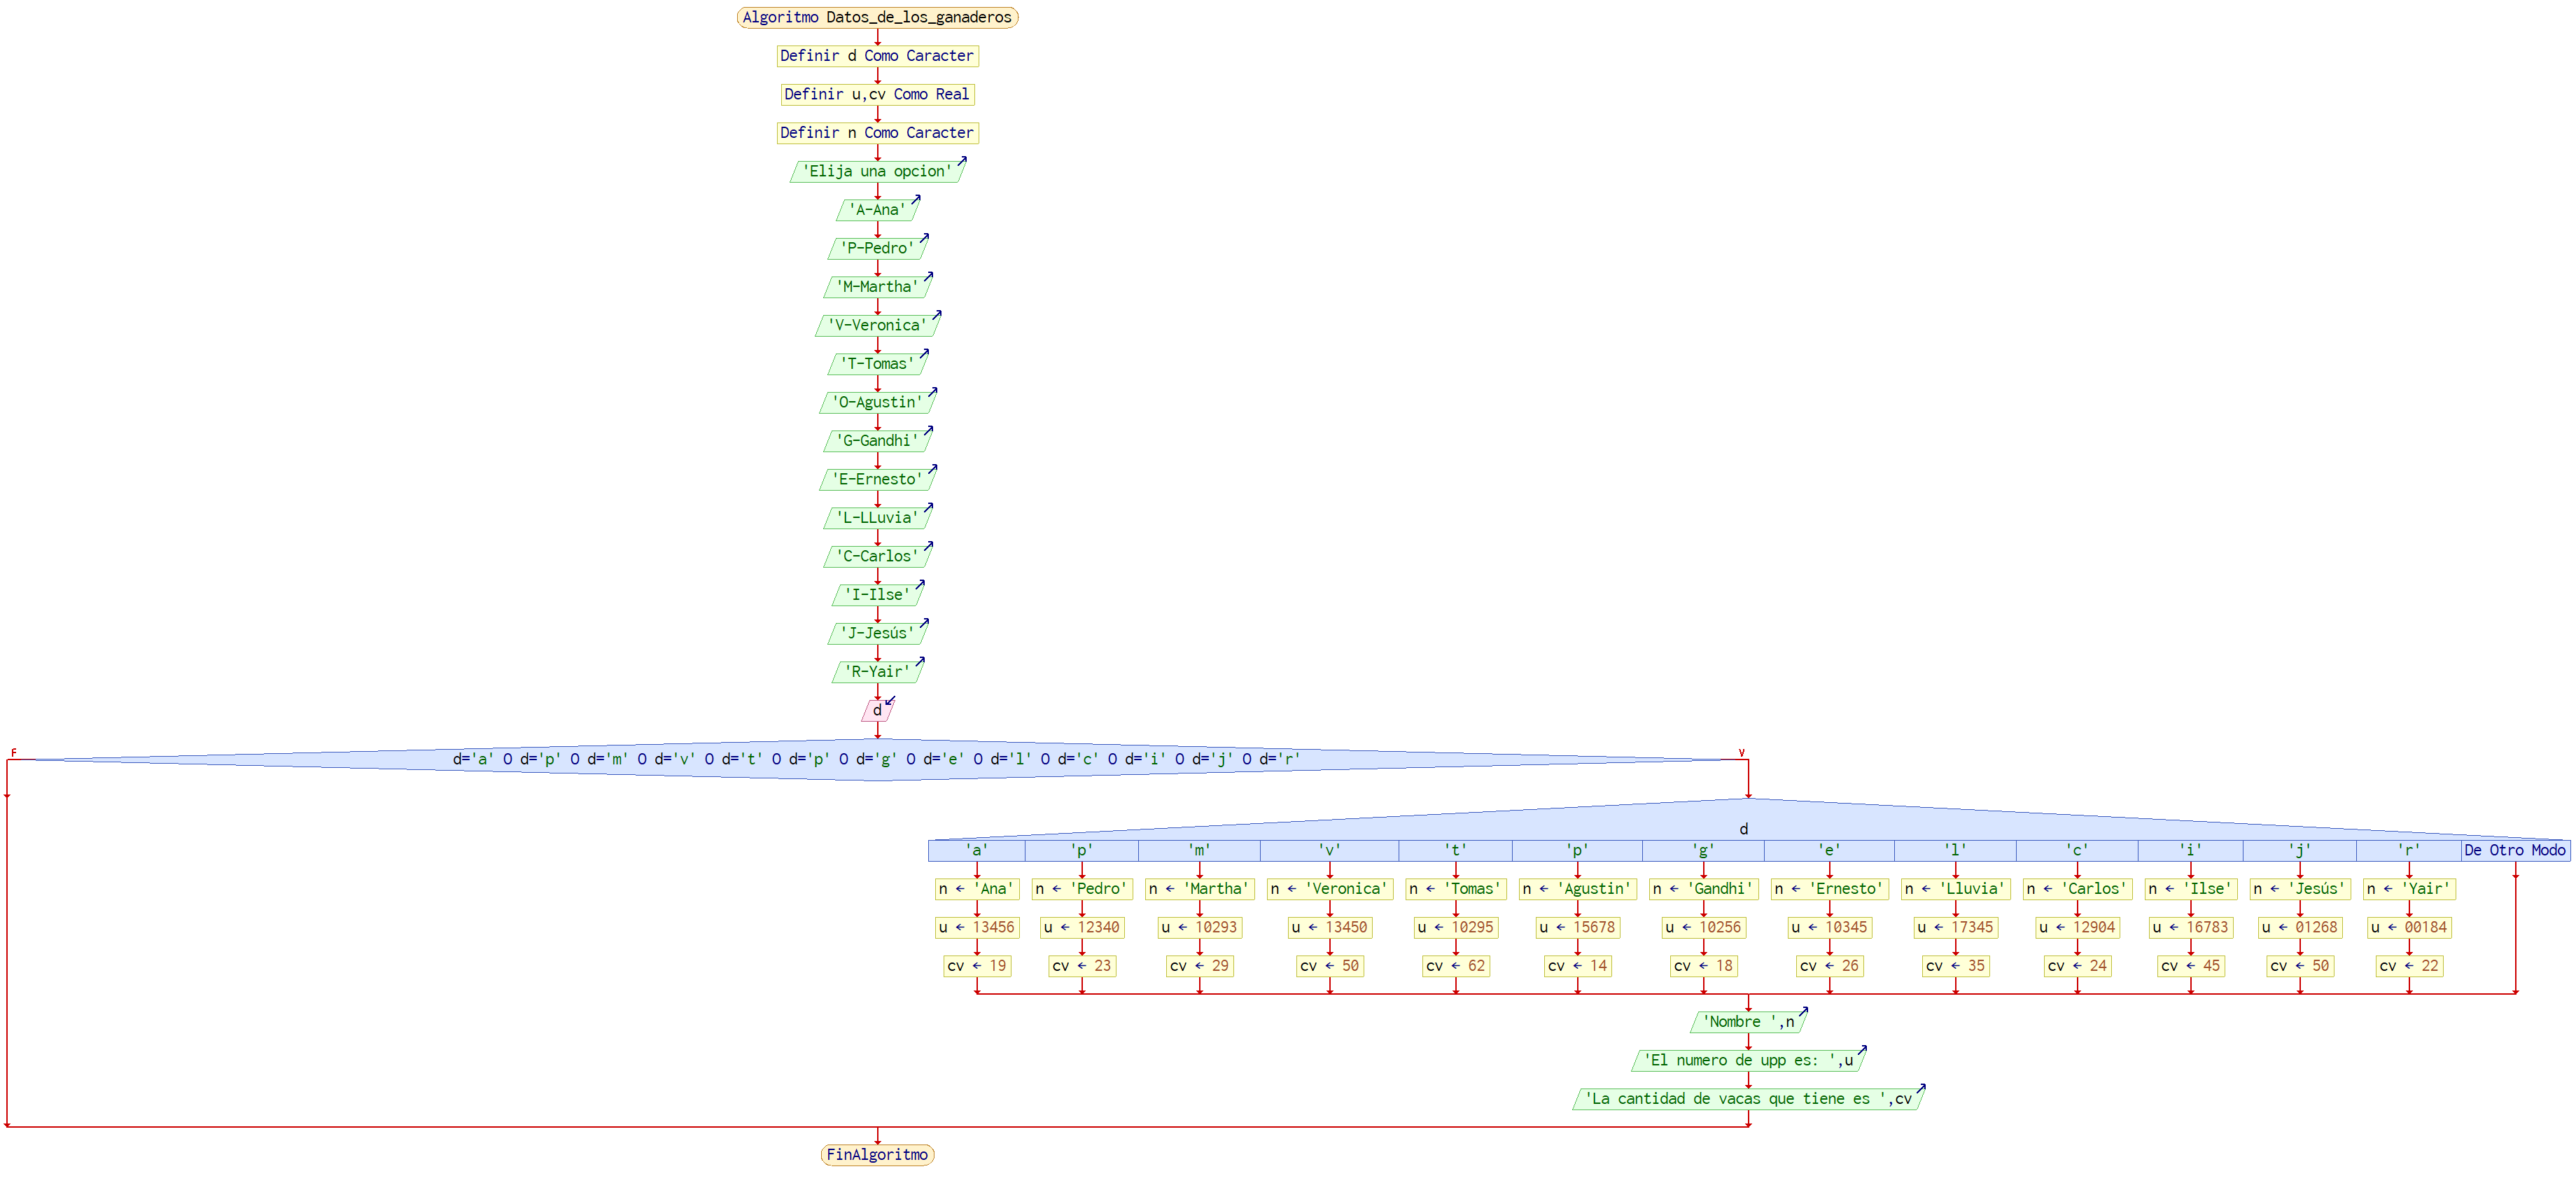 Algoritmo Datos_de_los_ganaderos
Definir d Como Caracter
Definir u,cv Como Real
Definir n Como Caracter
'Elija una opcion'
'A-Ana'
'P-Pedro'
'M-Martha'
'V-Veronica'
'T-Tomas'
'O-Agustin'
'G-Gandhi'
'E-Ernesto'
'L-LLuvia'
'C-Carlos'
'I-Ilse'
'J-Jesús'
'R-Yair'
d
F
V
d='a' O d='p' O d='m' O d='v' O d='t' O d='p' O d='g' O d='e' O d='l' O d='c' O d='i' O d='j' O d='r'
d
'a' 'p' 'm' 'v' 't' 'p' 'g' 'e' 'l' 'c' 'i' 'j' 'r' De Otro Modo
n ← 'Ana' n ← 'Pedro' n ← 'Martha' n ← 'Veronica' n ← 'Tomas' n ← 'Agustin' n ← 'Gandhi' n ← 'Ernesto' n ← 'Lluvia' n ← 'Carlos' n ← 'Ilse' n ← 'Jesús' n ← 'Yair'
u ← 13456 u ← 12340 u ← 10293 u ← 13450 u ← 10295 u ← 15678 u ← 10256 u ← 10345 u ← 17345 u ← 12904 u ← 16783 u ← 01268 u ← 00184
cv ← 19 cv ← 23 cv ← 29 cv ← 50 cv ← 62 cv ← 14 cv ← 18 cv ← 26 cv ← 35 cv ← 24 cv ← 45 cv ← 50 cv ← 22
'Nombre ',n
'El numero de upp es: ',u
'La cantidad de vacas que tiene es ',cv
FinAlgoritmo